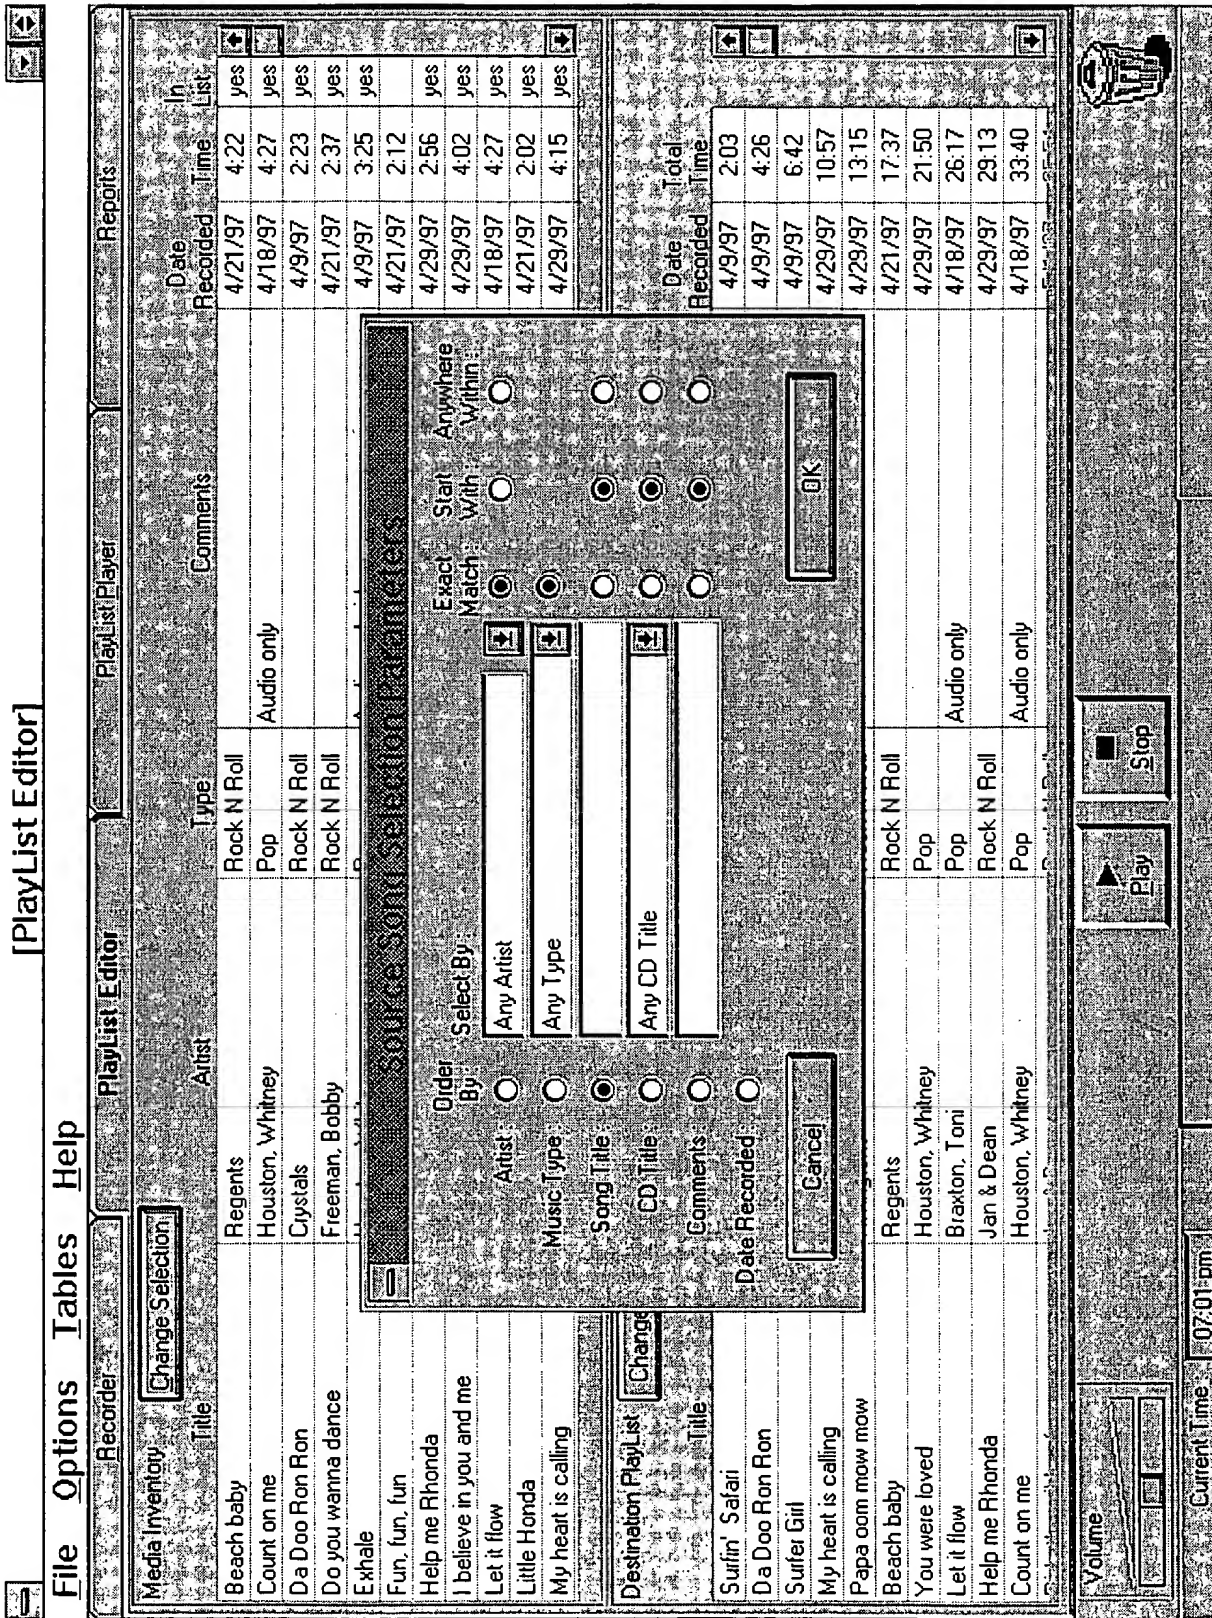 [PlayList Editor]
File Options Tables Help
Recorder PlayList Editor PlayList Player Reports
Media Inventory Change Selection
Title Artist Type Comments Date Recorded Time In List
Beach baby Regents Rock N Roll 4/21/97 4:22 yes
Count on me Houston, Whitney Pop Audio only 4/18/97 4:27 yes
Da Doo Ron Ron Crystals Rock N Roll 4/9/97 2:23 yes
Do you wanna dance Freeman, Bobby Rock N Roll 4/21/97 2:37 yes
Exhale 4/9/97 3:25 yes
Fun, fun, fun 4/21/97 2:12
Help me Rhonda 4/29/97 2:56 yes
I believe in you and me 4/29/97 4:02 yes
Let it flow 4/18/97 4:27 yes
Little Honda 4/21/97 2:02 yes
My heart is calling 4/29/97 4:15 yes
Source Song Selection Parameters
Order By: Select By: Exact Match: Start With: Anywhere Within:
Artist: Any Artist
Music Type: Any Type
Song Title:
CD Title: Any CD Title
Comments:
Date Recorded:
Cancel OK
Destination PlayList Change
Title Date Recorded Total Time
Surfin' Safari 4/9/97 2:03
Da Doo Ron Ron 4/9/97 4:26
Surfer Girl 4/9/97 6:42
My heart is calling 4/29/97 10:57
Papa oom mow mow 4/29/97 13:15
Beach baby Regents Rock N Roll 4/21/97 17:37
You were loved Houston, Whitney Pop 4/29/97 21:50
Let it flow Braxton, Toni Pop Audio only 4/18/97 26:17
Help me Rhonda Jan & Dean Rock N Roll 4/29/97 29:13
Count on me Houston, Whitney Pop Audio only 4/18/97 33:40
Volume Play Stop
Current Time: 07:01 pm